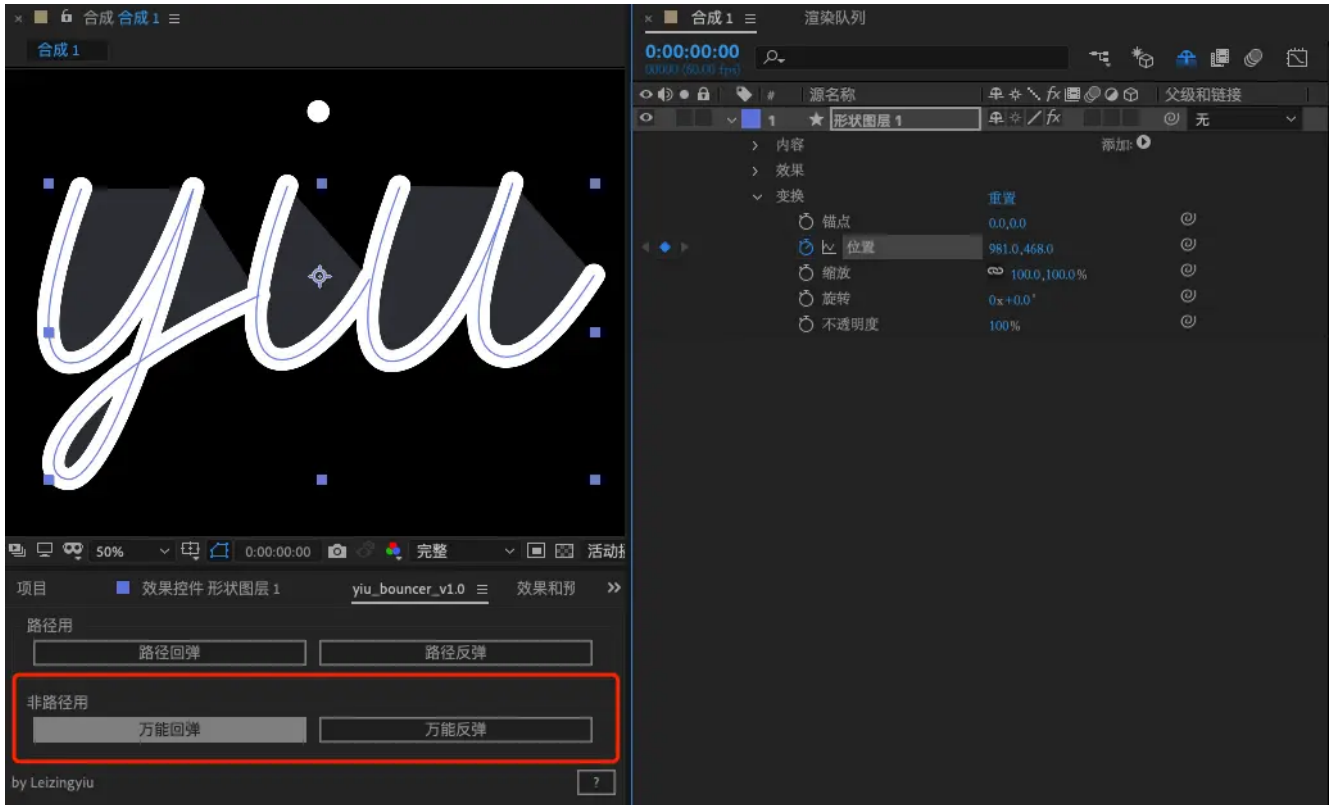 合成 合成 1
合成 1
yiu
50%
0:00:00:00
完整
活动
项目
效果控件 形状图层 1
yiu_bouncer_v1.0
效果和预
路径用
路径回弹
路径反弹
非路径用
万能回弹
万能反弹
by Leizingyiu
?
合成 1
渲染队列
0:00:00:00
00000 (60.00 fps)
#
源名称
父级和链接
1
形状图层 1
fx
无
内容
添加:
效果
变换
重置
锚点
0.0,0.0
位置
981.0,468.0
缩放
100.0,100.0%
旋转
0x+0.0°
不透明度
100%